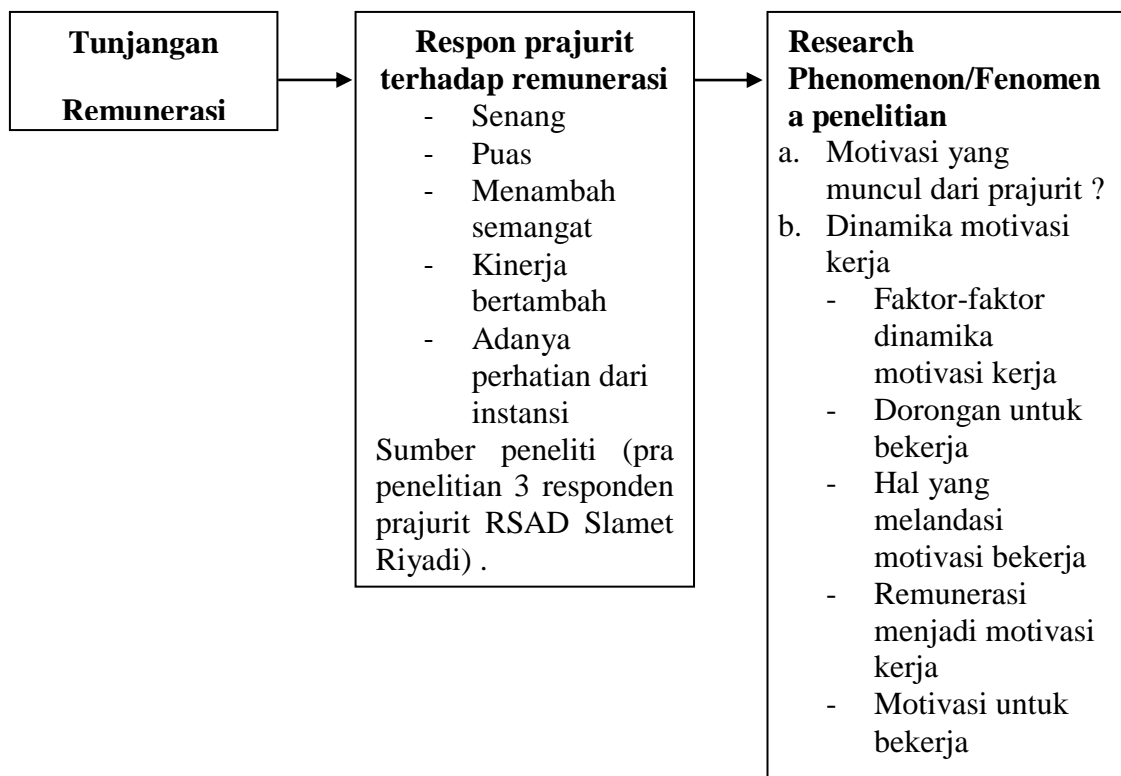 Tunjangan
Remunerasi
Respon prajurit
terhadap remunerasi
- Senang
- Puas
- Menambah
semangat
- Kinerja
bertambah
- Adanya
perhatian dari
instansi
Sumber peneliti (pra
penelitian 3 responden
prajurit RSAD Slamet
Riyadi) .
Research
Phenomenon/Fenomen
a penelitian
a. Motivasi yang
muncul dari prajurit ?
b. Dinamika motivasi
kerja
- Faktor-faktor
dinamika
motivasi kerja
- Dorongan untuk
bekerja
- Hal yang
melandasi
motivasi bekerja
- Remunerasi
menjadi motivasi
kerja
- Motivasi untuk
bekerja